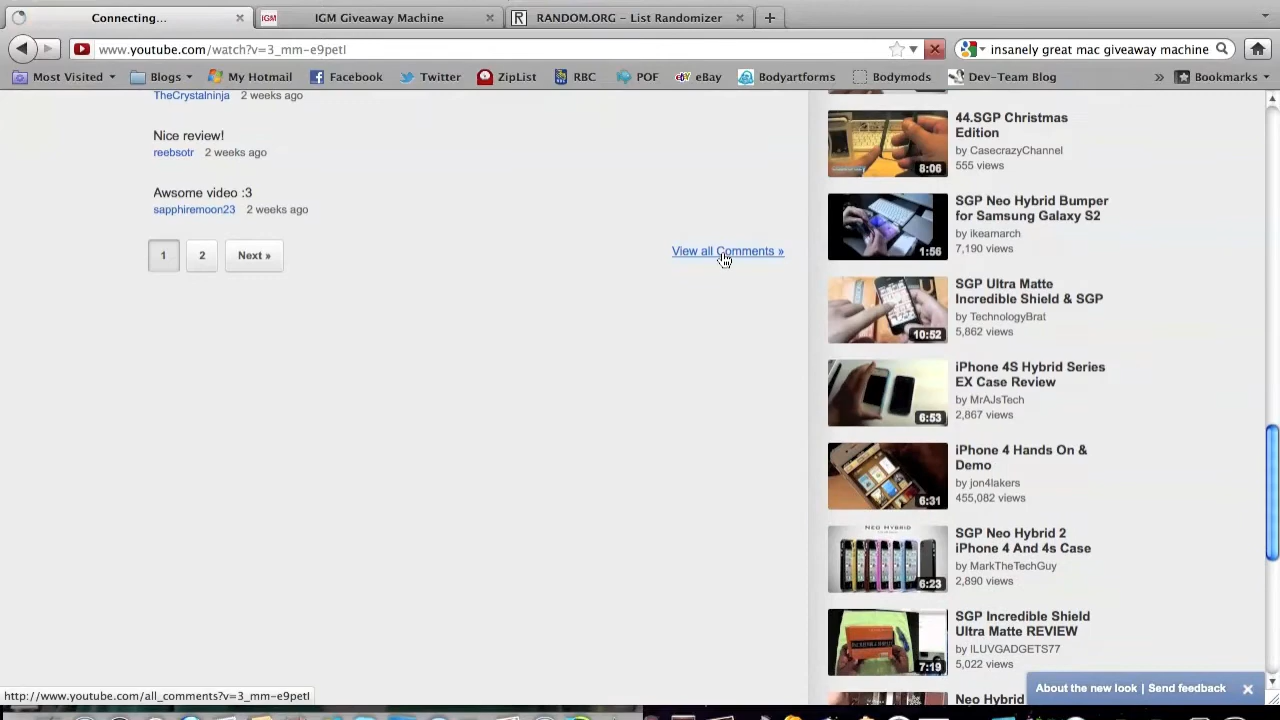 Connecting...
IGM
IGM Giveaway Machine
R
RANDOM.ORG – List Randomizer
www.youtube.com/watch?v=3_mm-e9petI
insanely great mac giveaway machine
Most Visited
Blogs
My Hotmail
Facebook
Twitter
ZipList
RBC
POF
eBay
Bodyartforms
Bodymods
Dev-Team Blog
»
Bookmarks
TheCrystalninja 2 weeks ago
Nice review!
reebsotr 2 weeks ago
Awsome video :3
sapphiremoon23 2 weeks ago
1 2 Next »
View all Comments »
44.SGP Christmas
Edition
by CasecrazyChannel
555 views
8:06
SGP Neo Hybrid Bumper
for Samsung Galaxy S2
by ikeamarch
7,190 views
1:56
SGP Ultra Matte
Incredible Shield & SGP
by TechnologyBrat
5,862 views
10:52
iPhone 4S Hybrid Series
EX Case Review
by MrAJsTech
2,867 views
6:53
iPhone 4 Hands On &
Demo
by jon4lakers
455,082 views
6:31
NEO HYBRID
SGP Neo Hybrid 2
iPhone 4 And 4s Case
by MarkTheTechGuy
2,890 views
6:23
SGP Incredible Shield
Ultra Matte REVIEW
by ILUVGADGETS77
5,022 views
7:19
Neo Hybrid
About the new look | Send feedback
http://www.youtube.com/all_comments?v=3_mm-e9petI